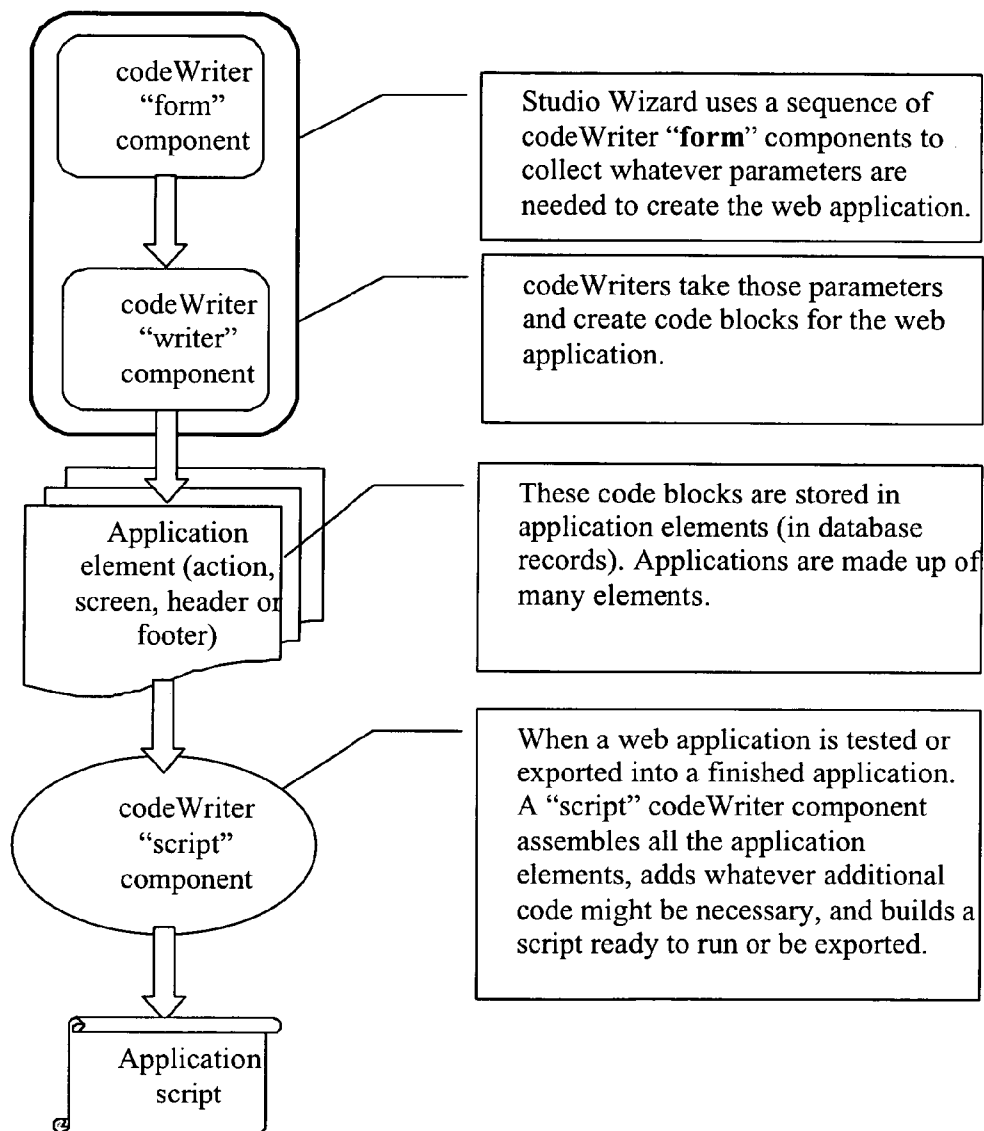 codeWriter
“form”
component
Studio Wizard uses a sequence of
codeWriter “form” components to
collect whatever parameters are
needed to create the web application.
codeWriter
“writer”
component
codeWriters take those parameters
and create code blocks for the web
application.
Application
element (action,
screen, header or
footer)
These code blocks are stored in
application elements (in database
records). Applications are made up of
many elements.
codeWriter
“script”
component
When a web application is tested or
exported into a finished application.
A “script” codeWriter component
assembles all the application
elements, adds whatever additional
code might be necessary, and builds a
script ready to run or be exported.
Application
script